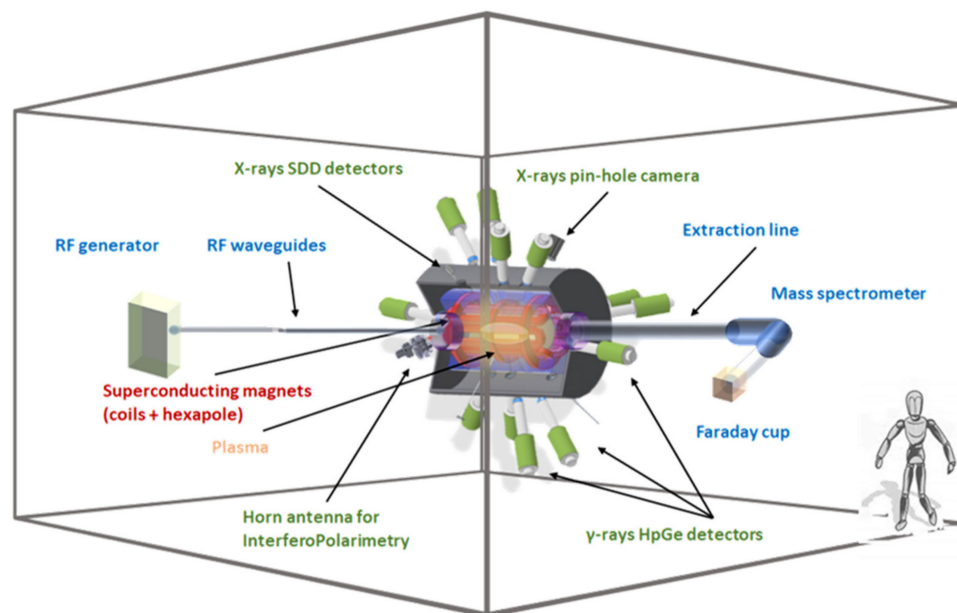 X-rays SDD detectors
X-rays pin-hole camera
RF generator
RF waveguides
Extraction line
Mass spectrometer
Superconducting magnets
(coils + hexapole)
Plasma
Faraday cup
Horn antenna for
InterferoPolarimetry
γ-rays HpGe detectors